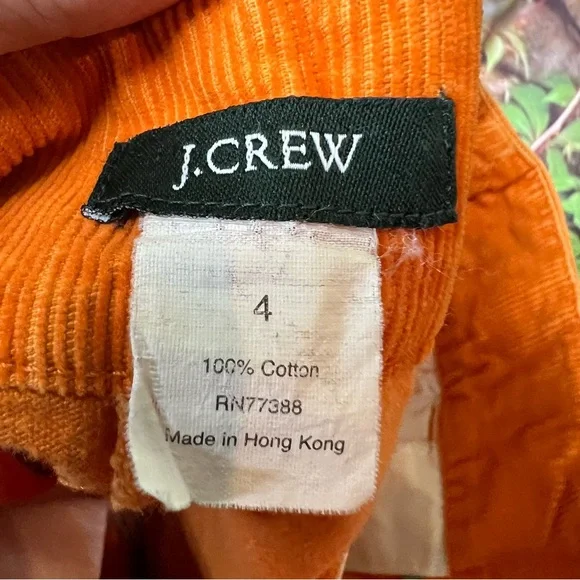 J.CREW
4
100% Cotton
RN77388
Made in Hong Kong